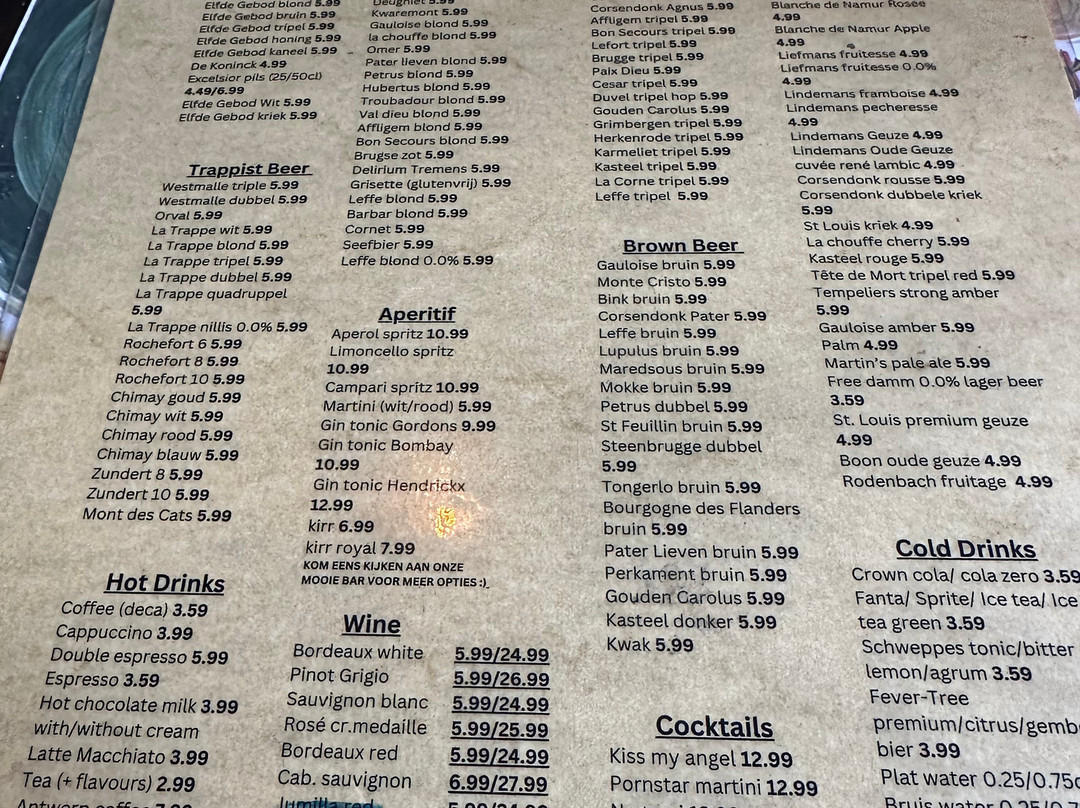 Elfde Gebod blond 5.99
Elfde Gebod bruin 5.99
Elfde Gebod tripel 5.99
Elfde Gebod honing 5.99
Elfde Gebod kaneel 5.99
De Koninck 4.99
Excelsior pils (25/50cl)
4.49/6.99
Elfde Gebod Wit 5.99
Elfde Gebod kriek 5.99
Trappist Beer
Westmalle triple 5.99
Westmalle dubbel 5.99
Orval 5.99
La Trappe wit 5.99
La Trappe blond 5.99
La Trappe tripel 5.99
La Trappe dubbel 5.99
La Trappe quadruppel
5.99
La Trappe nillis 0.0% 5.99
Rochefort 6 5.99
Rochefort 8 5.99
Rochefort 10 5.99
Chimay goud 5.99
Chimay wit 5.99
Chimay rood 5.99
Chimay blauw 5.99
Zundert 8 5.99
Zundert 10 5.99
Mont des Cats 5.99
Hot Drinks
Coffee (deca) 3.59
Cappuccino 3.99
Double espresso 5.99
Espresso 3.59
Hot chocolate milk 3.99
with/without cream
Latte Macchiato 3.99
Tea (+ flavours) 2.99
Antwerp coffee
Deugniet 5.99
Kwaremont 5.99
Gauloise blond 5.99
la chouffe blond 5.99
Omer 5.99
Pater lieven blond 5.99
Petrus blond 5.99
Hubertus blond 5.99
Troubadour blond 5.99
Val dieu blond 5.99
Affligem blond 5.99
Bon Secours blond 5.99
Brugse zot 5.99
Delirium Tremens 5.99
Grisette (glutenvrij) 5.99
Leffe blond 5.99
Barbar blond 5.99
Cornet 5.99
Seefbier 5.99
Leffe blond 0.0% 5.99
Aperitif
Aperol spritz 10.99
Limoncello spritz
10.99
Campari spritz 10.99
Martini (wit/rood) 5.99
Gin tonic Gordons 9.99
Gin tonic Bombay
10.99
Gin tonic Hendrickx
12.99
kirr 6.99
kirr royal 7.99
KOM EENS KIJKEN AAN ONZE
MOOIE BAR VOOR MEER OPTIES :)
Wine
Bordeaux white 5.99/24.99
Pinot Grigio 5.99/26.99
Sauvignon blanc 5.99/24.99
Rosé cr.medaille 5.99/25.99
Bordeaux red 5.99/24.99
Cab. sauvignon 6.99/27.99
Jumilla red 5.99/24.99
Corsendonk Agnus 5.99
Affligem tripel 5.99
Bon Secours tripel 5.99
Lefort tripel 5.99
Brugge tripel 5.99
Paix Dieu 5.99
Cesar tripel 5.99
Duvel tripel hop 5.99
Gouden Carolus 5.99
Grimbergen tripel 5.99
Herkenrode tripel 5.99
Karmeliet tripel 5.99
Kasteel tripel 5.99
La Corne tripel 5.99
Leffe tripel 5.99
Brown Beer
Gauloise bruin 5.99
Monte Cristo 5.99
Bink bruin 5.99
Corsendonk Pater 5.99
Leffe bruin 5.99
Lupulus bruin 5.99
Maredsous bruin 5.99
Mokke bruin 5.99
Petrus dubbel 5.99
St Feuillin bruin 5.99
Steenbrugge dubbel
5.99
Tongerlo bruin 5.99
Bourgogne des Flanders
bruin 5.99
Pater Lieven bruin 5.99
Perkament bruin 5.99
Gouden Carolus 5.99
Kasteel donker 5.99
Kwak 5.99
Cocktails
Kiss my angel 12.99
Pornstar martini 12.99
Blanche de Namur Rosee
4.99
Blanche de Namur Apple
4.99
Liefmans fruitesse 4.99
Liefmans fruitesse 0.0%
4.99
Lindemans framboise 4.99
Lindemans pecheresse
4.99
Lindemans Geuze 4.99
Lindemans Oude Geuze
cuvée rené lambic 4.99
Corsendonk rousse 5.99
Corsendonk dubbele kriek
5.99
St Louis kriek 4.99
La chouffe cherry 5.99
Kasteel rouge 5.99
Tête de Mort tripel red 5.99
Tempeliers strong amber
5.99
Gauloise amber 5.99
Palm 4.99
Martin's pale ale 5.99
Free damm 0.0% lager beer
3.59
St. Louis premium geuze
4.99
Boon oude geuze 4.99
Rodenbach fruitage 4.99
Cold Drinks
Crown cola/ cola zero 3.59
Fanta/ Sprite/ Ice tea/ Ice
tea green 3.59
Schweppes tonic/bitter
lemon/agrum 3.59
Fever-Tree
premium/citrus/gemb
bier 3.99
Plat water 0.25/0.75c
Bruis water